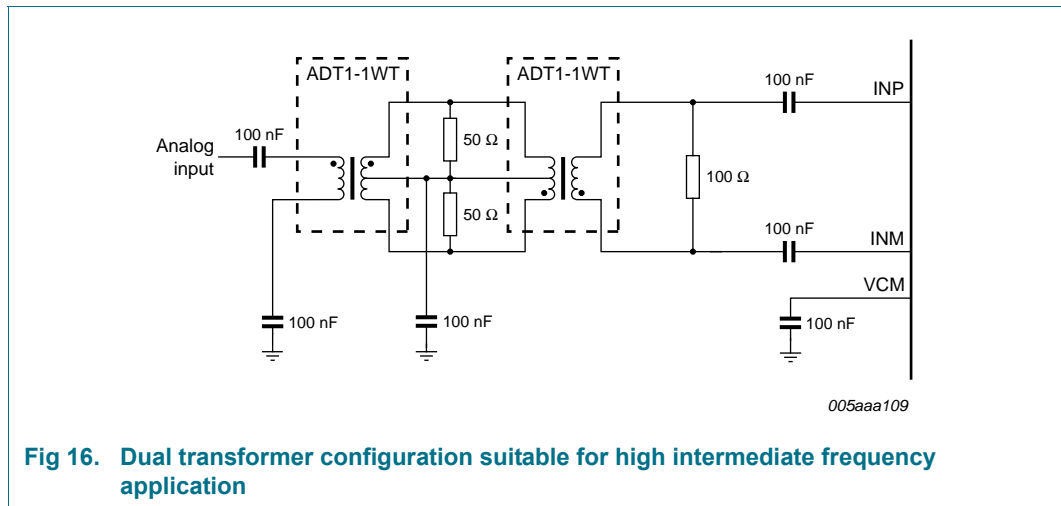 ADT1-1WT
ADT1-1WT
100 nF
INP
100 nF
Analog
input
50 Ω
50 Ω
100 Ω
100 nF
INM
VCM
100 nF
100 nF
100 nF
005aaa109
Fig 16. Dual transformer configuration suitable for high intermediate frequency
application